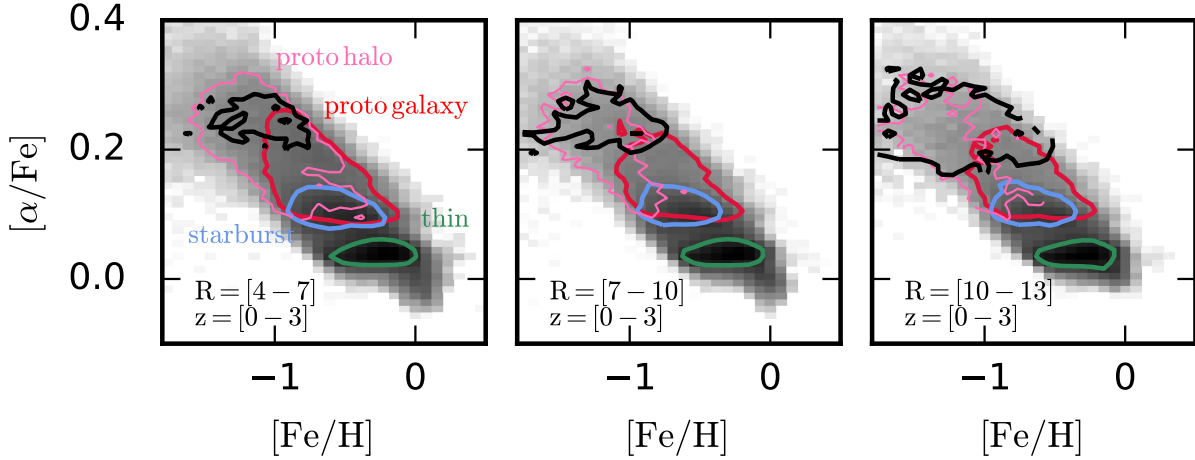 0.4
0.2
0.0
[α/Fe]
proto halo
proto galaxy
starburst
thin
R = [4 − 7]
z = [0 − 3]
−1 0
[Fe/H]
R = [7 − 10]
z = [0 − 3]
−1 0
[Fe/H]
R = [10 − 13]
z = [0 − 3]
−1 0
[Fe/H]